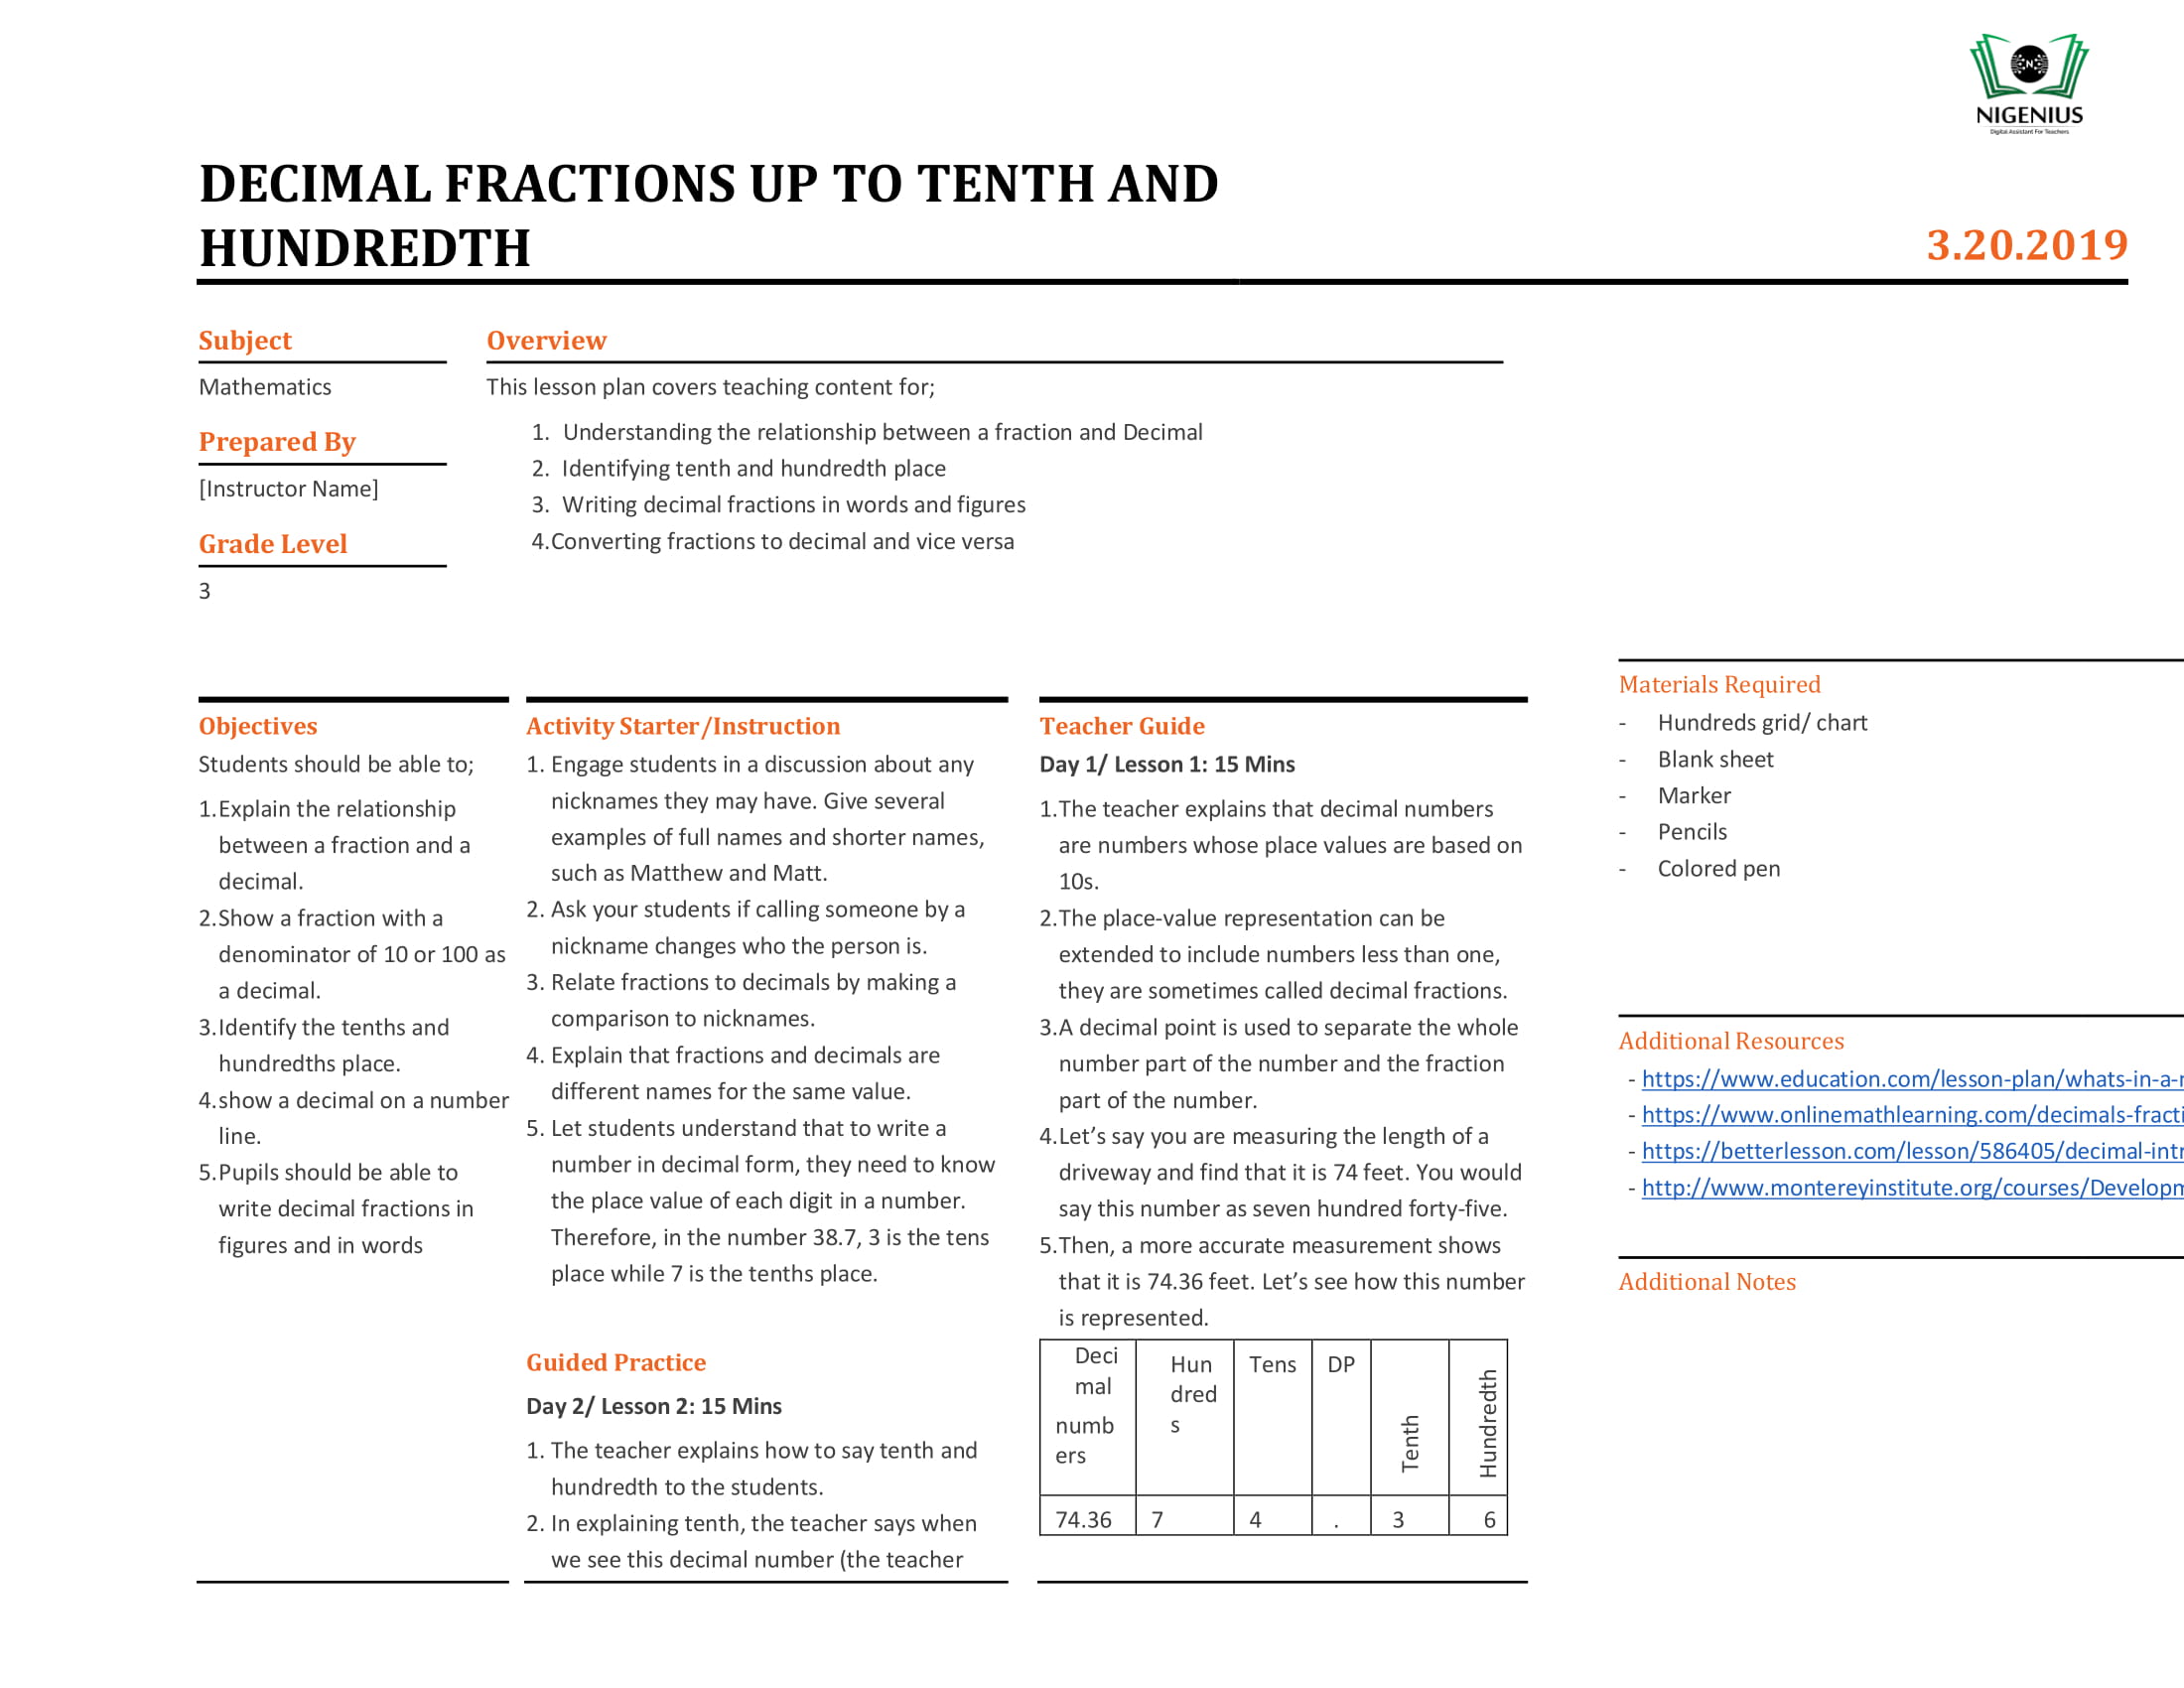 NIGENIUS
Digital Assistant For Teachers
DECIMAL FRACTIONS UP TO TENTH AND
HUNDREDTH
3.20.2019
Subject
Mathematics
Prepared By
[Instructor Name]
Grade Level
3
Overview
This lesson plan covers teaching content for;
1. Understanding the relationship between a fraction and Decimal
2. Identifying tenth and hundredth place
3. Writing decimal fractions in words and figures
4.Converting fractions to decimal and vice versa
Objectives
Students should be able to;
1.Explain the relationship
between a fraction and a
decimal.
2.Show a fraction with a
denominator of 10 or 100 as
a decimal.
3.Identify the tenths and
hundredths place.
4.show a decimal on a number
line.
5.Pupils should be able to
write decimal fractions in
figures and in words
Activity Starter/Instruction
1. Engage students in a discussion about any
nicknames they may have. Give several
examples of full names and shorter names,
such as Matthew and Matt.
2. Ask your students if calling someone by a
nickname changes who the person is.
3. Relate fractions to decimals by making a
comparison to nicknames.
4. Explain that fractions and decimals are
different names for the same value.
5. Let students understand that to write a
number in decimal form, they need to know
the place value of each digit in a number.
Therefore, in the number 38.7, 3 is the tens
place while 7 is the tenths place.
Guided Practice
Day 2/ Lesson 2: 15 Mins
1. The teacher explains how to say tenth and
hundredth to the students.
2. In explaining tenth, the teacher says when
we see this decimal number (the teacher
Teacher Guide
Day 1/ Lesson 1: 15 Mins
1.The teacher explains that decimal numbers
are numbers whose place values are based on
10s.
2.The place-value representation can be
extended to include numbers less than one,
they are sometimes called decimal fractions.
3.A decimal point is used to separate the whole
number part of the number and the fraction
part of the number.
4.Let’s say you are measuring the length of a
driveway and find that it is 74 feet. You would
say this number as seven hundred forty-five.
5.Then, a more accurate measurement shows
that it is 74.36 feet. Let’s see how this number
is represented.
Deci
mal
numb
ers
Hun
dred
s
Tens
DP
Tenth
Hundredth
74.36 7 4 . 3 6
Materials Required
- Hundreds grid/ chart
- Blank sheet
- Marker
- Pencils
- Colored pen
Additional Resources
- https://www.education.com/lesson-plan/whats-in-a-
- https://www.onlinemathlearning.com/decimals-fracti
- https://betterlesson.com/lesson/586405/decimal-intr
- http://www.montereyinstitute.org/courses/Developm
Additional Notes